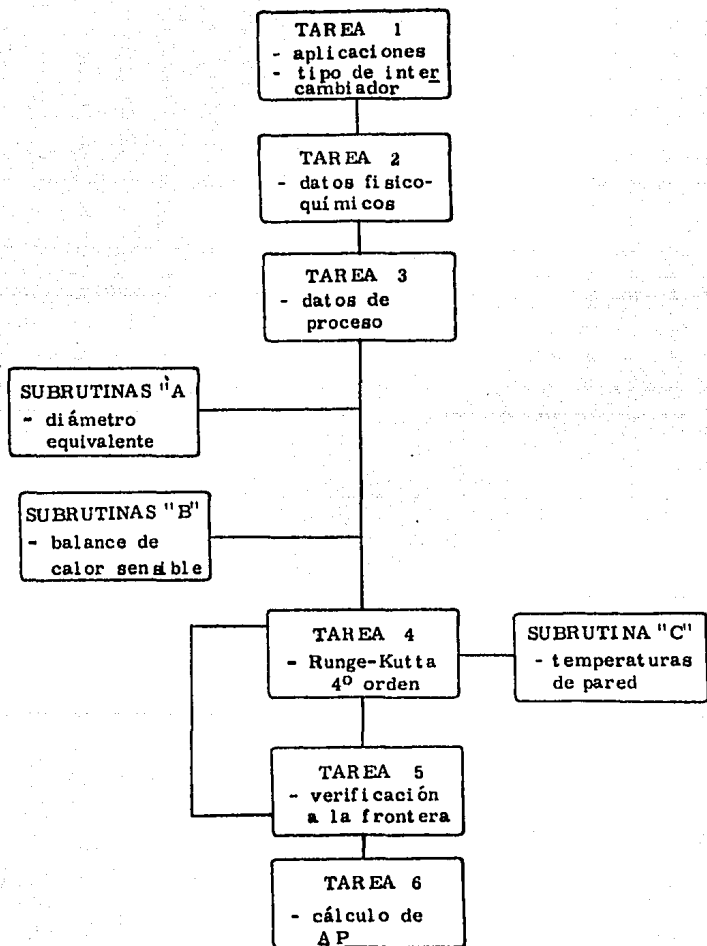 TAREA 1
- aplicaciones
- tipo de inter
cambiador
TAREA 2
- datos fisico-
químicos
TAREA 3
- datos de
proceso
SUBRUTINAS "A
- diámetro
equivalente
SUBRUTINAS "B"
- balance de
calor sensible
TAREA 4
- Runge-Kutta
4º orden
SUBRUTINA "C"
- temperaturas
de pared
TAREA 5
- verificación
a la frontera
TAREA 6
- cálculo de
ΔP